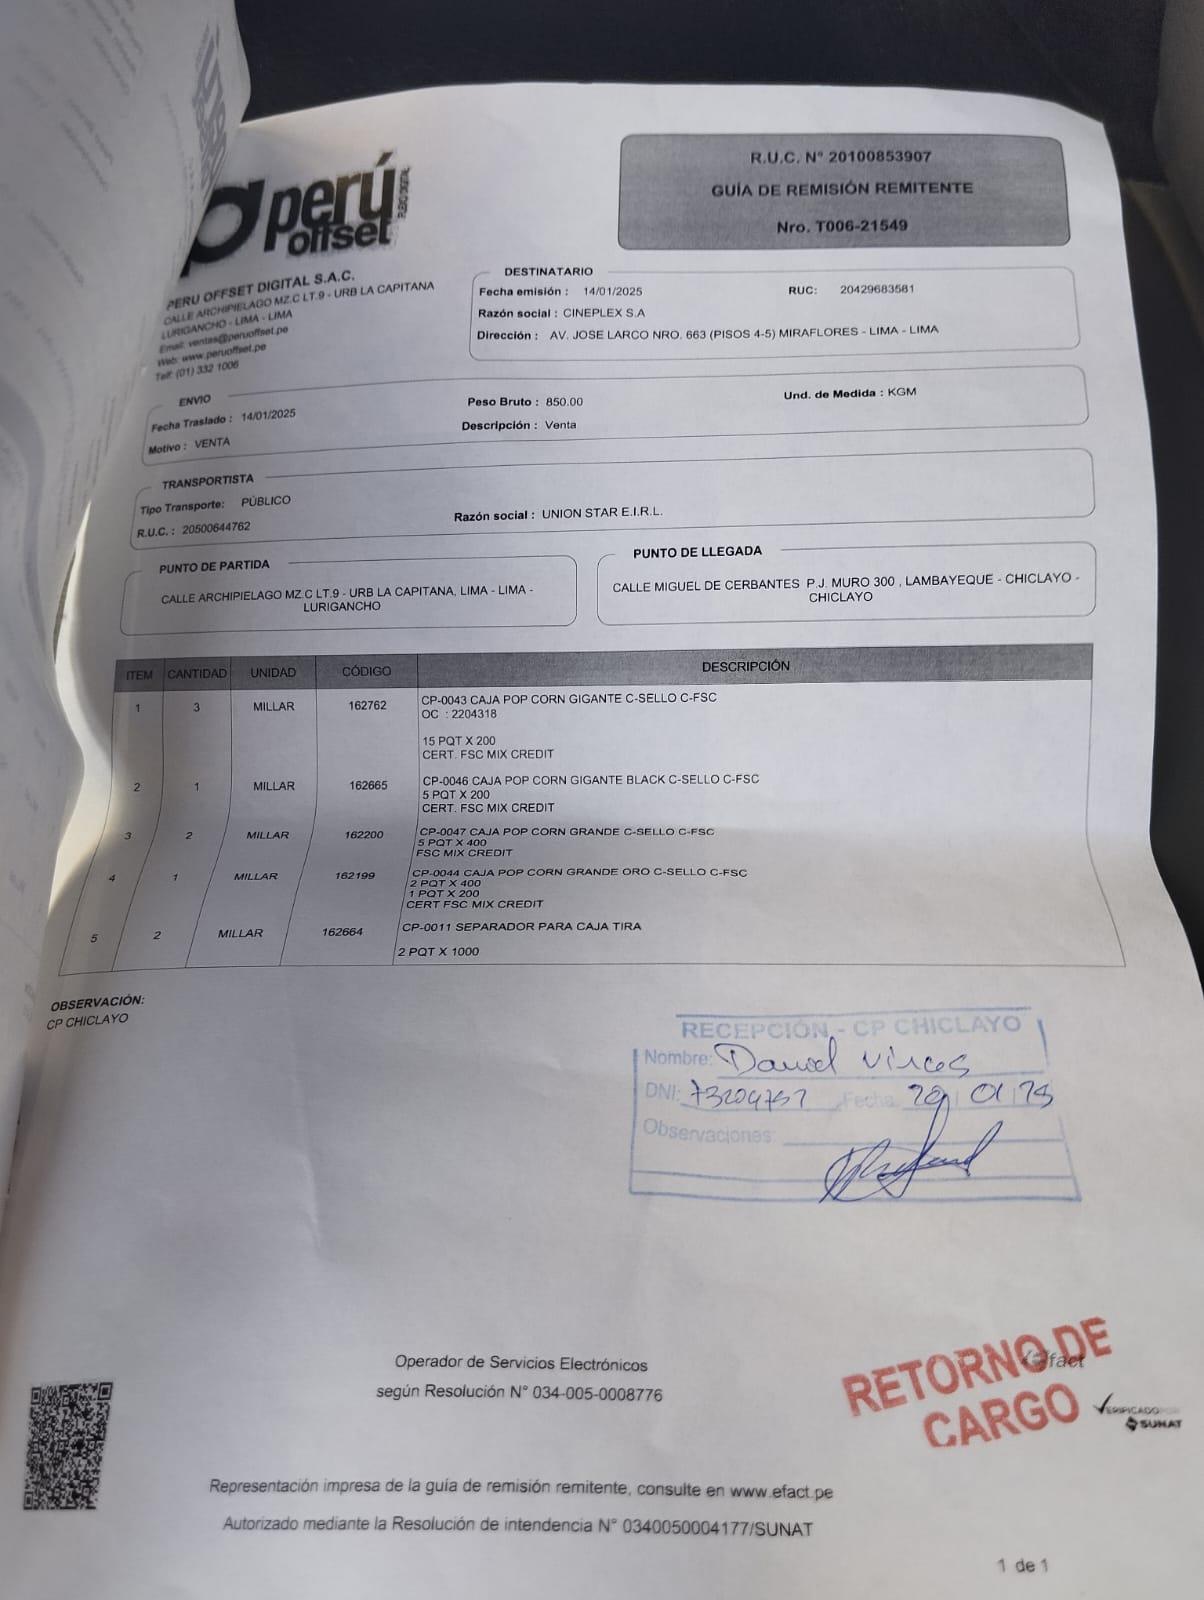 perú
offset
R.U.C. N° 20100853907
GUÍA DE REMISIÓN REMITENTE
Nro. T006-21549
PERU OFFSET DIGITAL S.A.C.
CALLE ARCHIPIELAGO MZ.C LT.9 - URB LA CAPITANA
LURIGANCHO - LIMA - LIMA
Email: ventas@peruoffset.pe
Web: www.peruoffset.pe
Telf: (01) 332 1006
DESTINATARIO
Fecha emisión : 14/01/2025 RUC: 20429683581
Razón social : CINEPLEX S.A
Dirección : AV. JOSE LARCO NRO. 663 (PISOS 4-5) MIRAFLORES - LIMA - LIMA
ENVIO
Fecha Traslado : 14/01/2025 Peso Bruto : 850.00 Und. de Medida : KGM
Motivo : VENTA Descripción : Venta
TRANSPORTISTA
Tipo Transporte: PÚBLICO
R.U.C. : 20500644762 Razón social : UNION STAR E.I.R.L.
PUNTO DE PARTIDA
CALLE ARCHIPIELAGO MZ.C LT.9 - URB LA CAPITANA, LIMA - LIMA -
LURIGANCHO
PUNTO DE LLEGADA
CALLE MIGUEL DE CERBANTES P.J. MURO 300 , LAMBAYEQUE - CHICLAYO -
CHICLAYO
ITEM CANTIDAD UNIDAD CÓDIGO DESCRIPCIÓN
1 3 MILLAR 162762 CP-0043 CAJA POP CORN GIGANTE C-SELLO C-FSC
OC : 2204318
15 PQT X 200
CERT. FSC MIX CREDIT
2 1 MILLAR 162665 CP-0046 CAJA POP CORN GIGANTE BLACK C-SELLO C-FSC
5 PQT X 200
CERT. FSC MIX CREDIT
3 2 MILLAR 162200 CP-0047 CAJA POP CORN GRANDE C-SELLO C-FSC
5 PQT X 400
FSC MIX CREDIT
4 1 MILLAR 162199 CP-0044 CAJA POP CORN GRANDE ORO C-SELLO C-FSC
2 PQT X 400
1 PQT X 200
CERT FSC MIX CREDIT
5 2 MILLAR 162664 CP-0011 SEPARADOR PARA CAJA TIRA
2 PQT X 1000
OBSERVACIÓN:
CP CHICLAYO
RECEPCIÓN - CP CHICLAYO
Nombre: Daniel Vilces
DNI: 73204757 Fecha: 20 01 25
Observaciones:
Operador de Servicios Electrónicos
según Resolución N° 034-005-0008776
RETORNO DE
CARGO
efact
VERIFICADO POR
SUNAT
Representación impresa de la guía de remisión remitente, consulte en www.efact.pe
Autorizado mediante la Resolución de intendencia N° 0340050004177/SUNAT
1 de 1